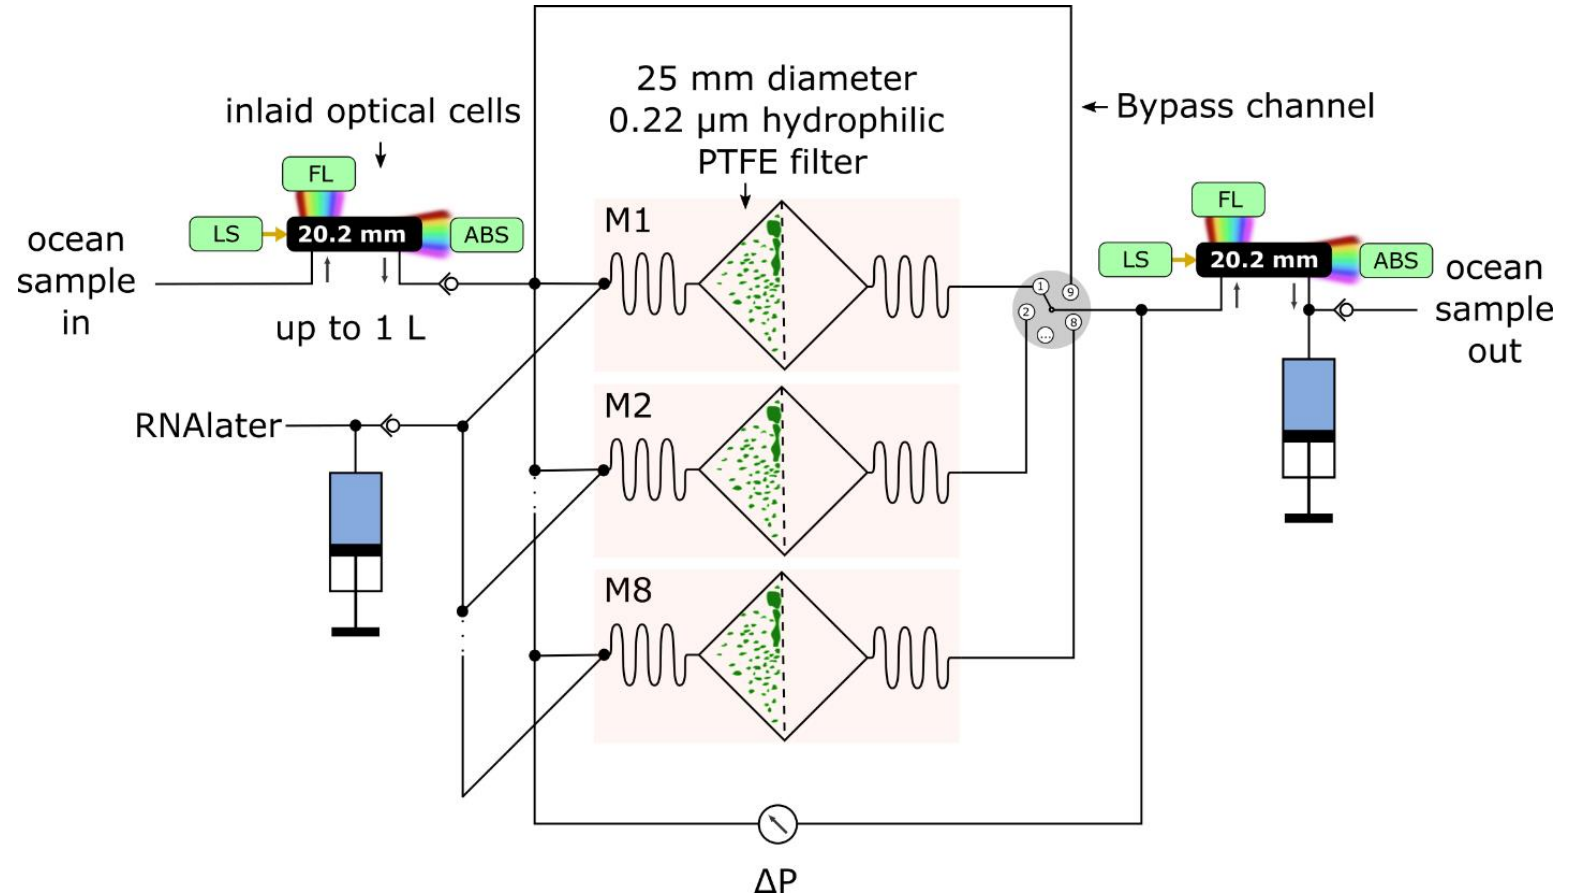 25 mm diameter
0.22 µm hydrophilic
PTFE filter
inlaid optical cells
Bypass channel
FL
LS
20.2 mm
ABS
ocean
sample
in
up to 1 L
RNAlater
M1
M2
M8
1
9
2
8
...
FL
LS
20.2 mm
ABS
ocean
sample
out
ΔP